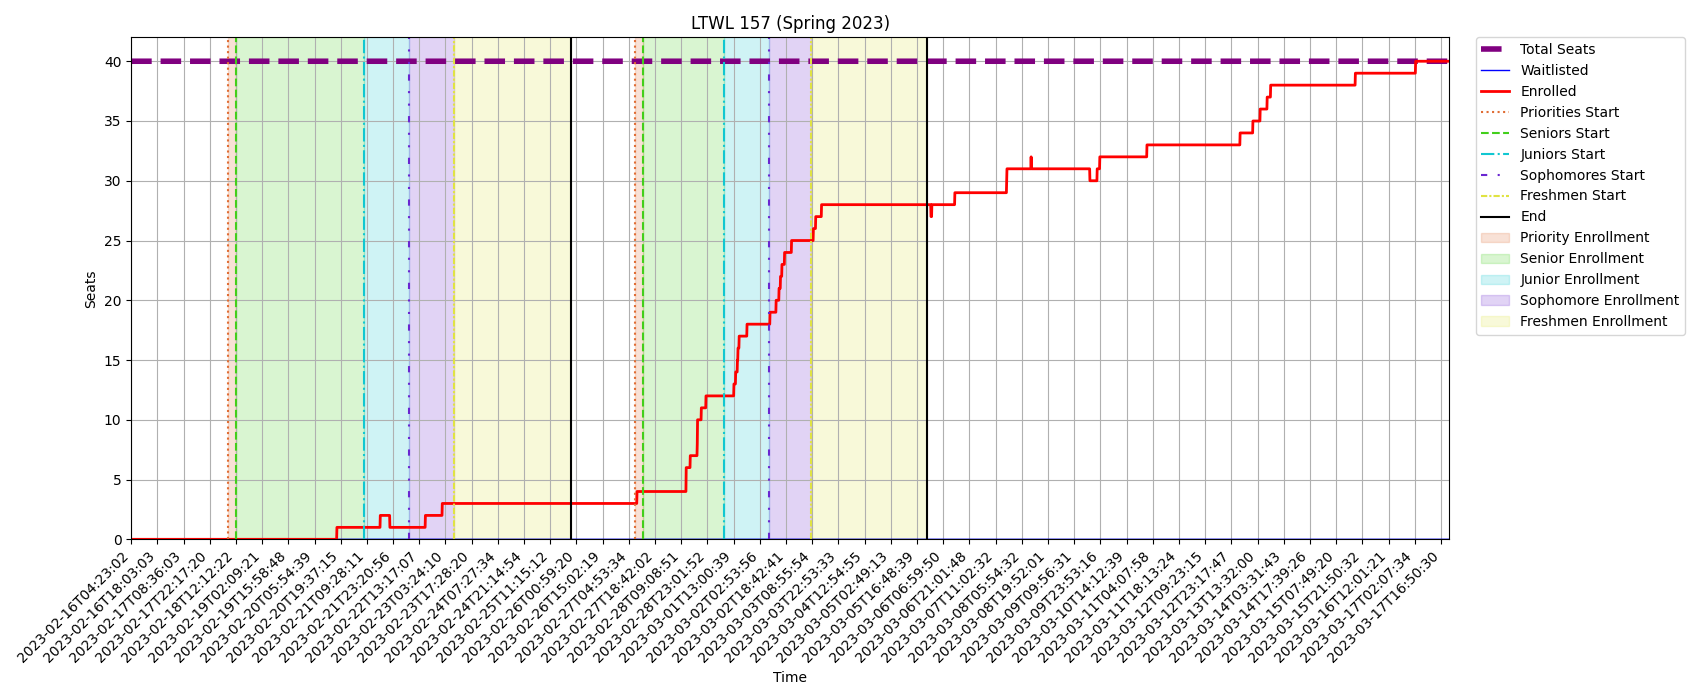 LTWL 157 (Spring 2023)
Seats
40
35
30
25
20
15
10
5
0
2023-02-16T04:23:02
2023-02-16T18:03:03
2023-02-17T08:36:03
2023-02-17T22:17:20
2023-02-18T12:12:22
2023-02-19T02:09:21
2023-02-19T15:58:48
2023-02-20T05:54:39
2023-02-20T19:37:15
2023-02-21T09:28:11
2023-02-21T23:20:56
2023-02-22T13:17:07
2023-02-23T03:24:10
2023-02-23T17:28:20
2023-02-24T07:27:34
2023-02-24T21:14:54
2023-02-25T11:15:12
2023-02-26T00:59:20
2023-02-26T15:02:19
2023-02-27T04:53:34
2023-02-27T18:42:02
2023-02-28T09:08:51
2023-02-28T23:01:52
2023-03-01T13:00:39
2023-03-02T02:53:56
2023-03-02T18:42:41
2023-03-03T08:55:54
2023-03-03T22:53:33
2023-03-04T12:54:55
2023-03-05T02:49:13
2023-03-05T16:48:39
2023-03-06T06:59:50
2023-03-06T21:01:48
2023-03-07T11:02:32
2023-03-08T05:54:32
2023-03-08T19:52:01
2023-03-09T09:56:31
2023-03-09T23:53:16
2023-03-10T14:12:39
2023-03-11T04:07:58
2023-03-11T18:13:24
2023-03-12T09:23:15
2023-03-12T23:17:47
2023-03-13T13:32:00
2023-03-14T03:31:43
2023-03-14T17:39:26
2023-03-15T07:49:20
2023-03-15T21:50:32
2023-03-16T12:01:21
2023-03-17T02:07:34
2023-03-17T16:50:30
Time
Total Seats
Waitlisted
Enrolled
Priorities Start
Seniors Start
Juniors Start
Sophomores Start
Freshmen Start
End
Priority Enrollment
Senior Enrollment
Junior Enrollment
Sophomore Enrollment
Freshmen Enrollment